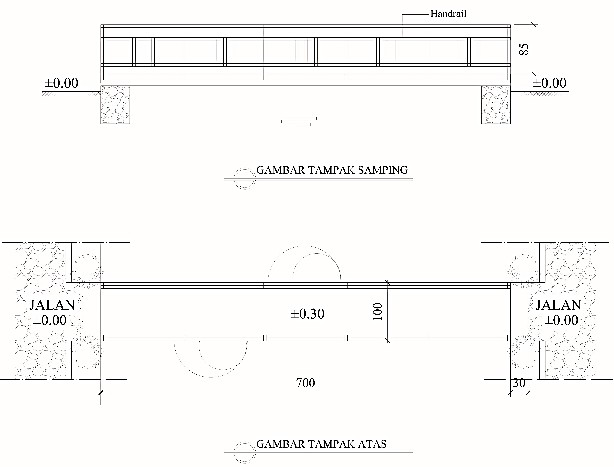 Handrail
85
±0.00
±0.00
GAMBAR TAMPAK SAMPING
JALAN
±0.00
±0.30
100
JALAN
±0.00
700
30
GAMBAR TAMPAK ATAS